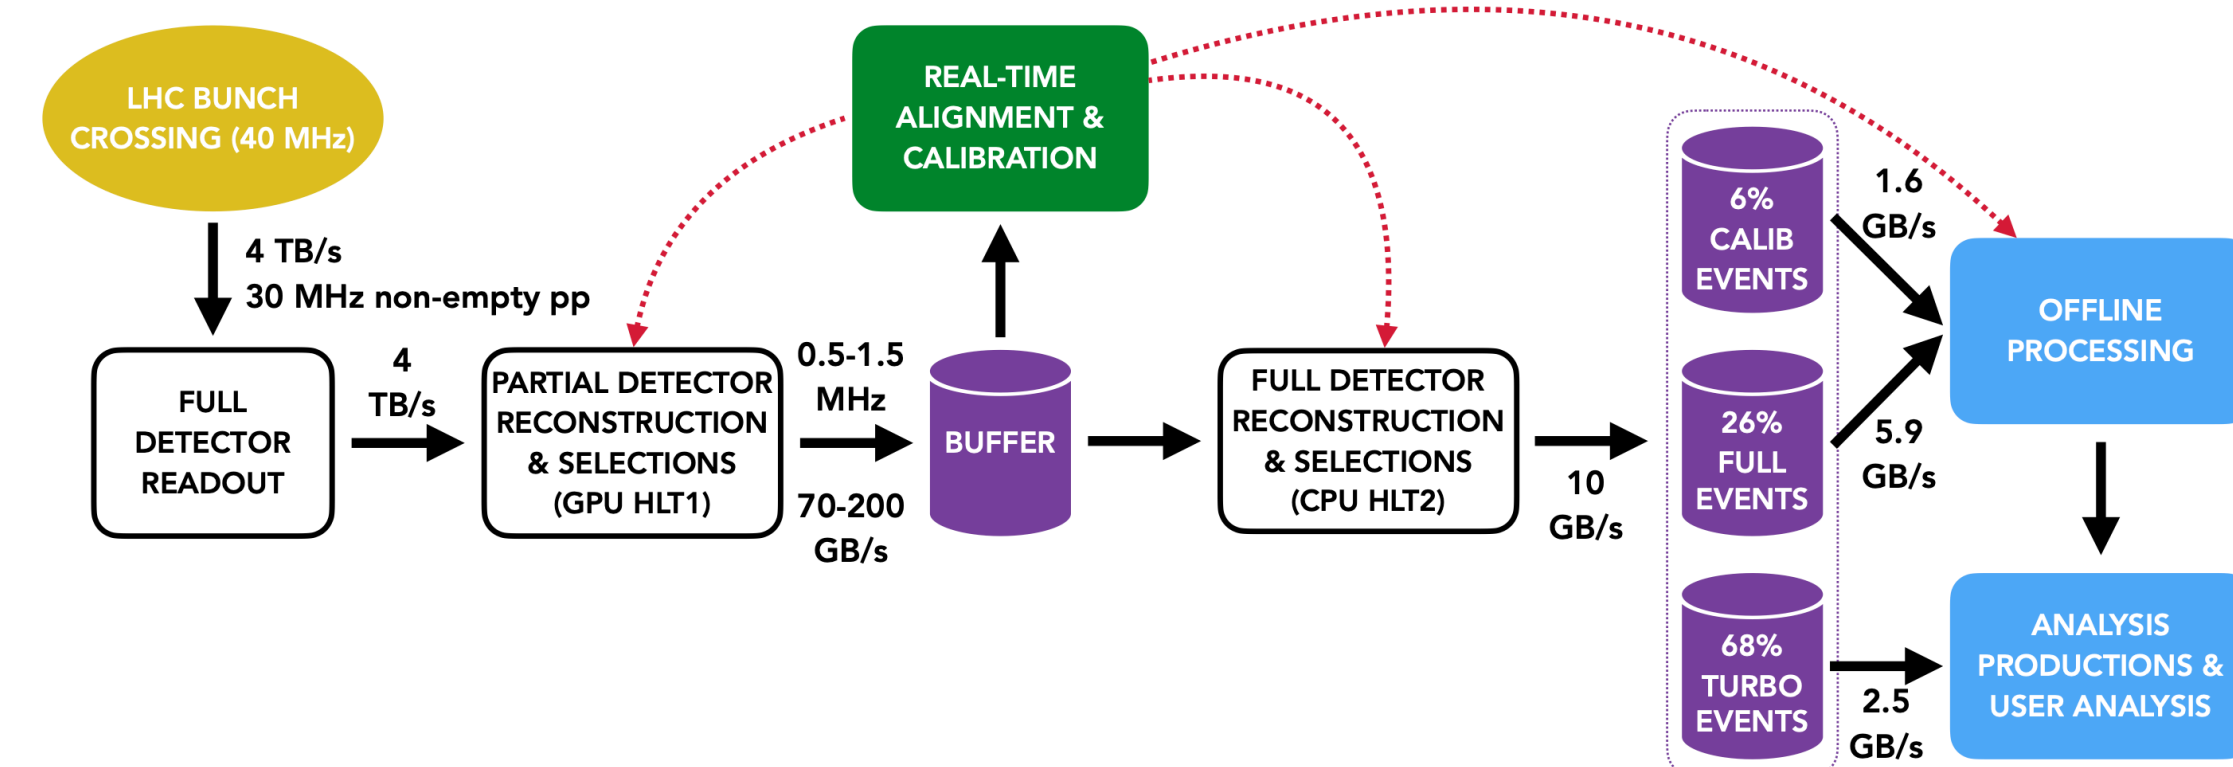 LHC BUNCH
CROSSING (40 MHz)
4 TB/s
30 MHz non-empty pp
FULL
DETECTOR
READOUT
4
TB/s
PARTIAL DETECTOR
RECONSTRUCTION
& SELECTIONS
(GPU HLT1)
0.5-1.5
MHz
70-200
GB/s
REAL-TIME
ALIGNMENT &
CALIBRATION
BUFFER
FULL DETECTOR
RECONSTRUCTION
& SELECTIONS
(CPU HLT2)
10
GB/s
6%
CALIB
EVENTS
1.6
GB/s
26%
FULL
EVENTS
5.9
GB/s
68%
TURBO
EVENTS
2.5
GB/s
OFFLINE
PROCESSING
ANALYSIS
PRODUCTIONS &
USER ANALYSIS